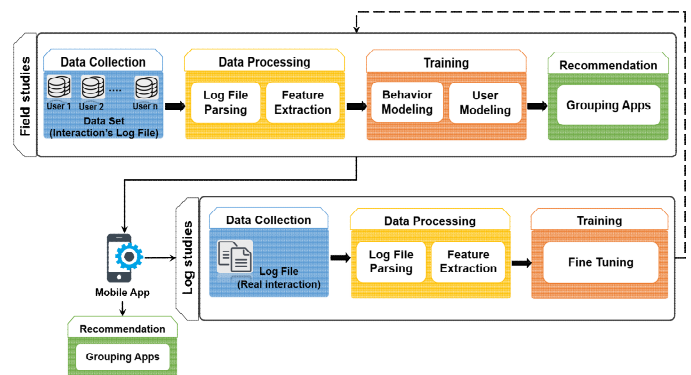 Field studies
Data Collection
User 1 User 2 .... User n
Data Set
(Interaction's Log File)
Data Processing
Log File
Parsing
Feature
Extraction
Training
Behavior
Modeling
User
Modeling
Recommendation
Grouping Apps
Mobile App
Recommendation
Grouping Apps
Log studies
Data Collection
Log File
(Real interaction)
Data Processing
Log File
Parsing
Feature
Extraction
Training
Fine Tuning